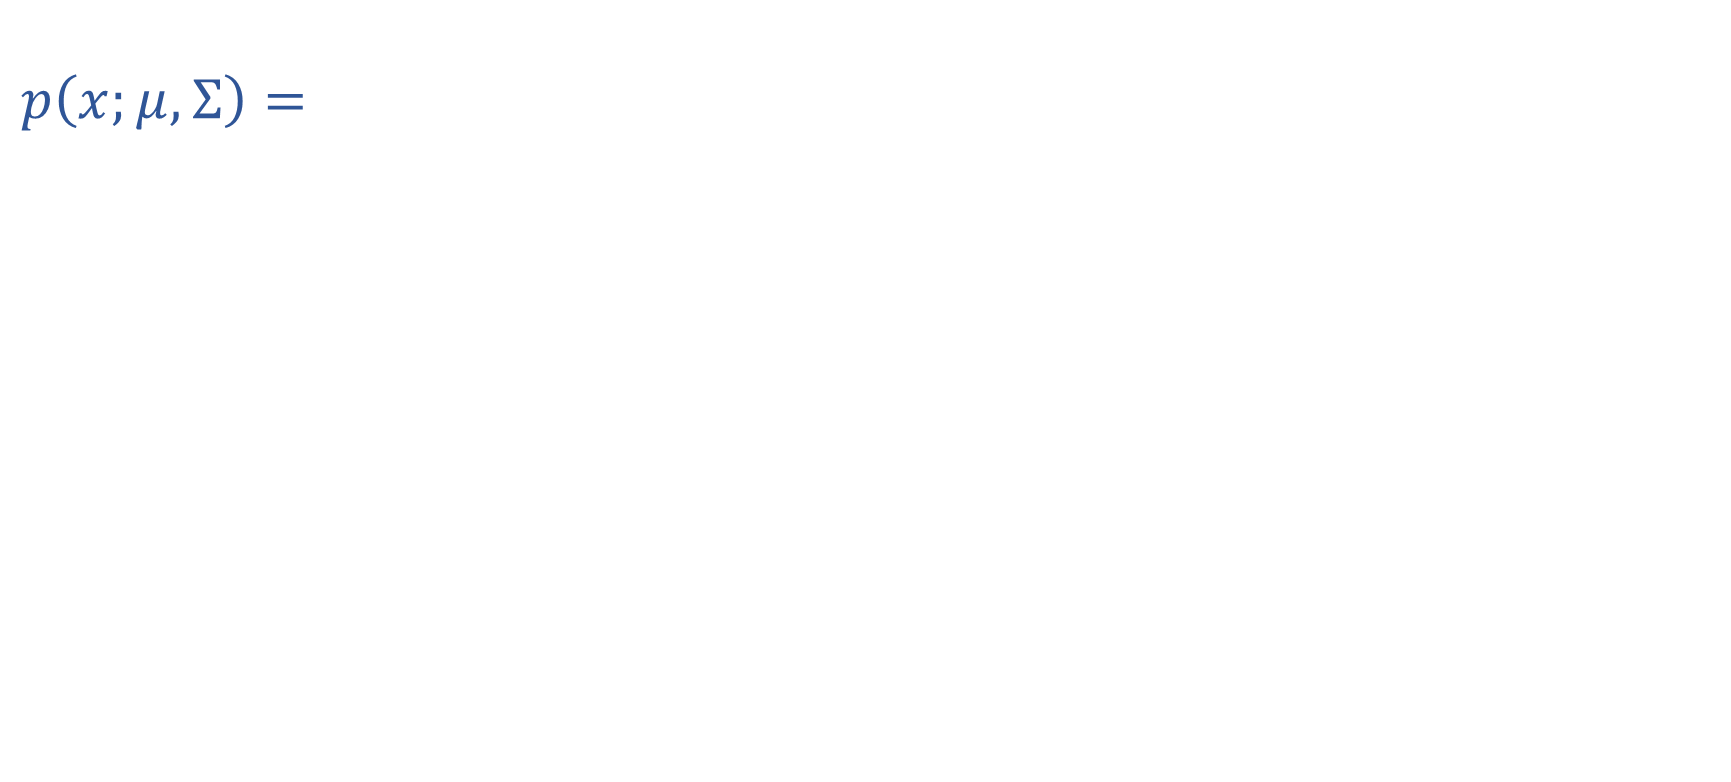 p(x; μ, Σ) =